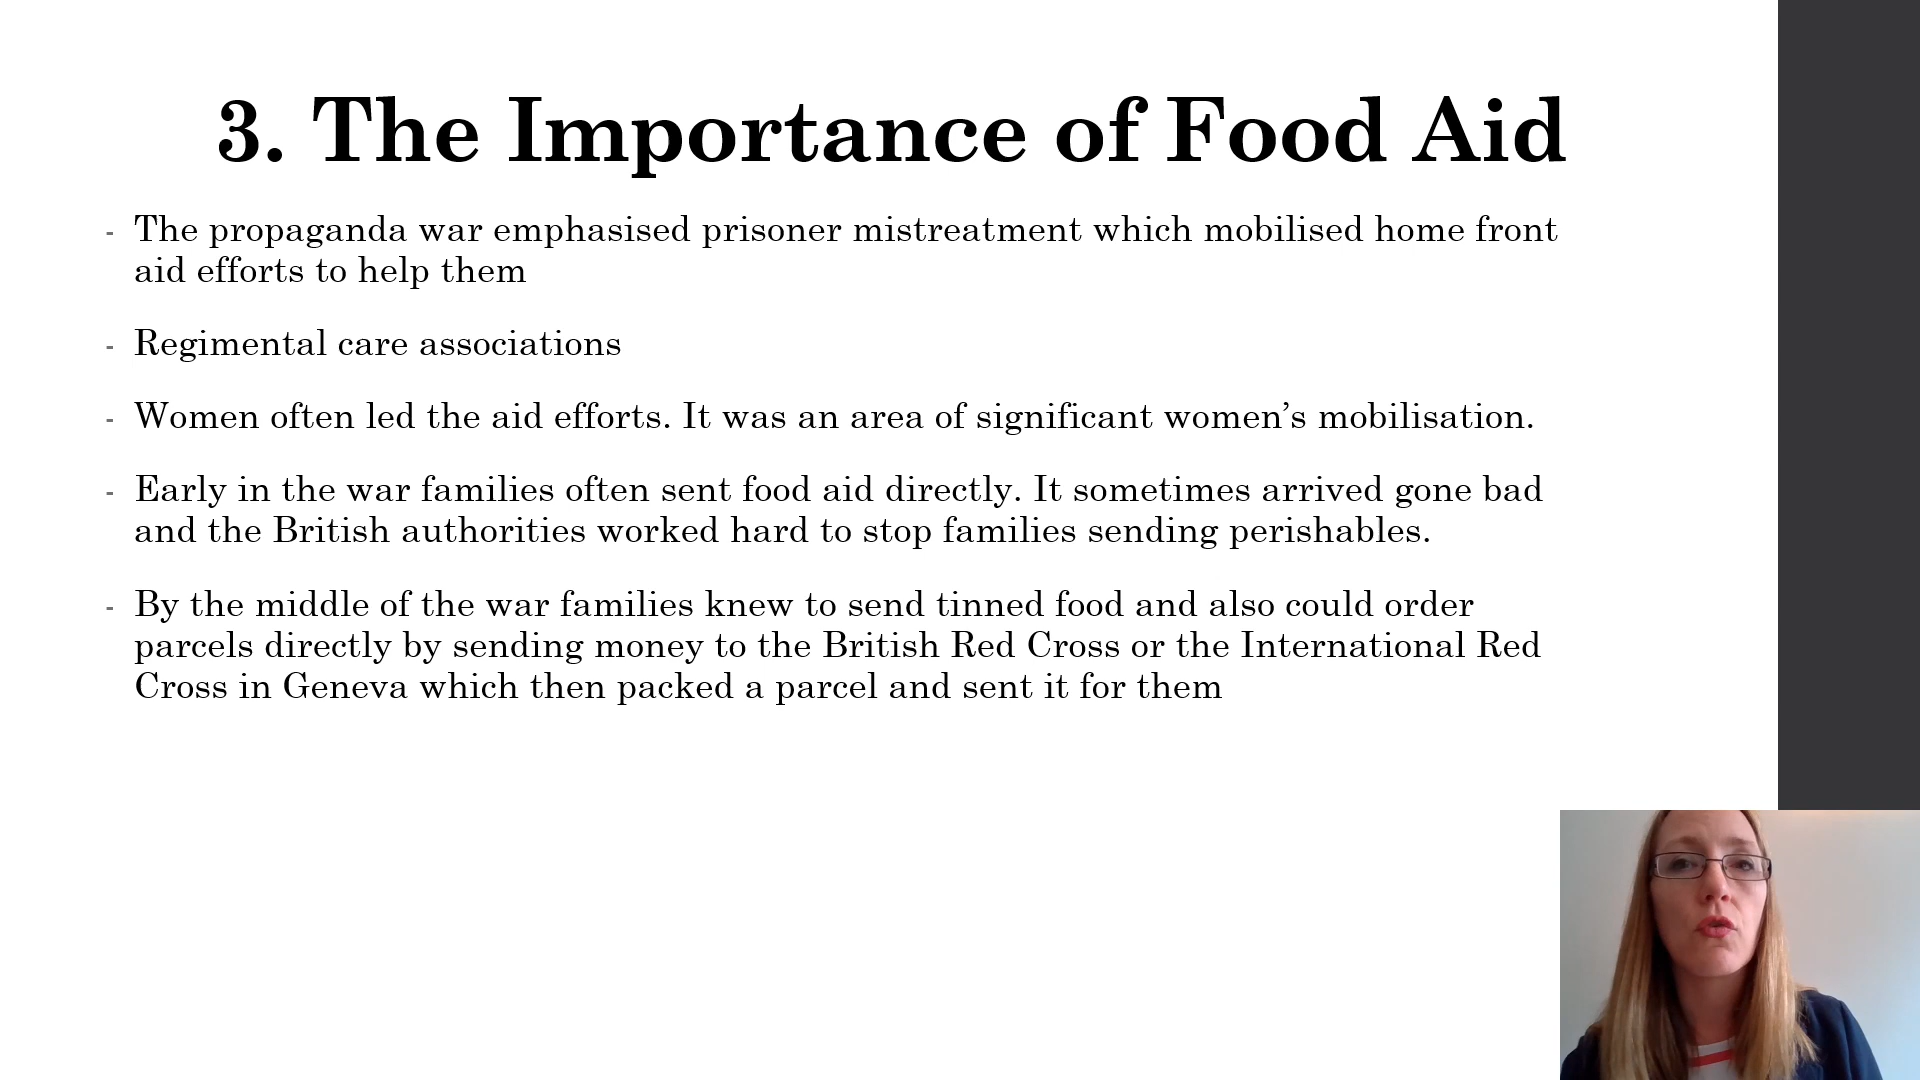 3. The Importance of Food Aid
- The propaganda war emphasised prisoner mistreatment which mobilised home front
aid efforts to help them
- Regimental care associations
- Women often led the aid efforts. It was an area of significant women’s mobilisation.
- Early in the war families often sent food aid directly. It sometimes arrived gone bad
and the British authorities worked hard to stop families sending perishables.
- By the middle of the war families knew to send tinned food and also could order
parcels directly by sending money to the British Red Cross or the International Red
Cross in Geneva which then packed a parcel and sent it for them